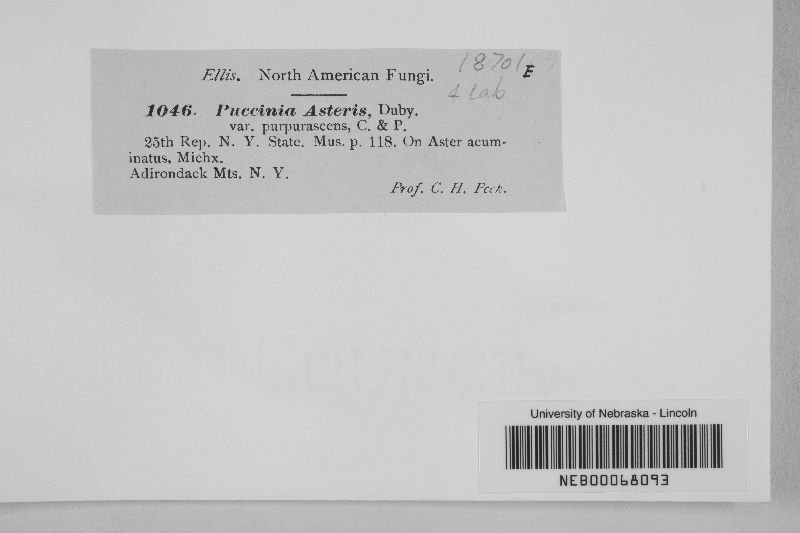 Ellis. North American Fungi.
18701 E
4 Lab
1046. Puccinia Asteris, Duby.
var. purpurascens, C. & P.
25th Rep. N. Y. State. Mus. p. 118. On Aster acum-
inatus, Michx.
Adirondack Mts. N. Y.
Prof. C. H. Peck.
University of Nebraska - Lincoln
NEB00068093